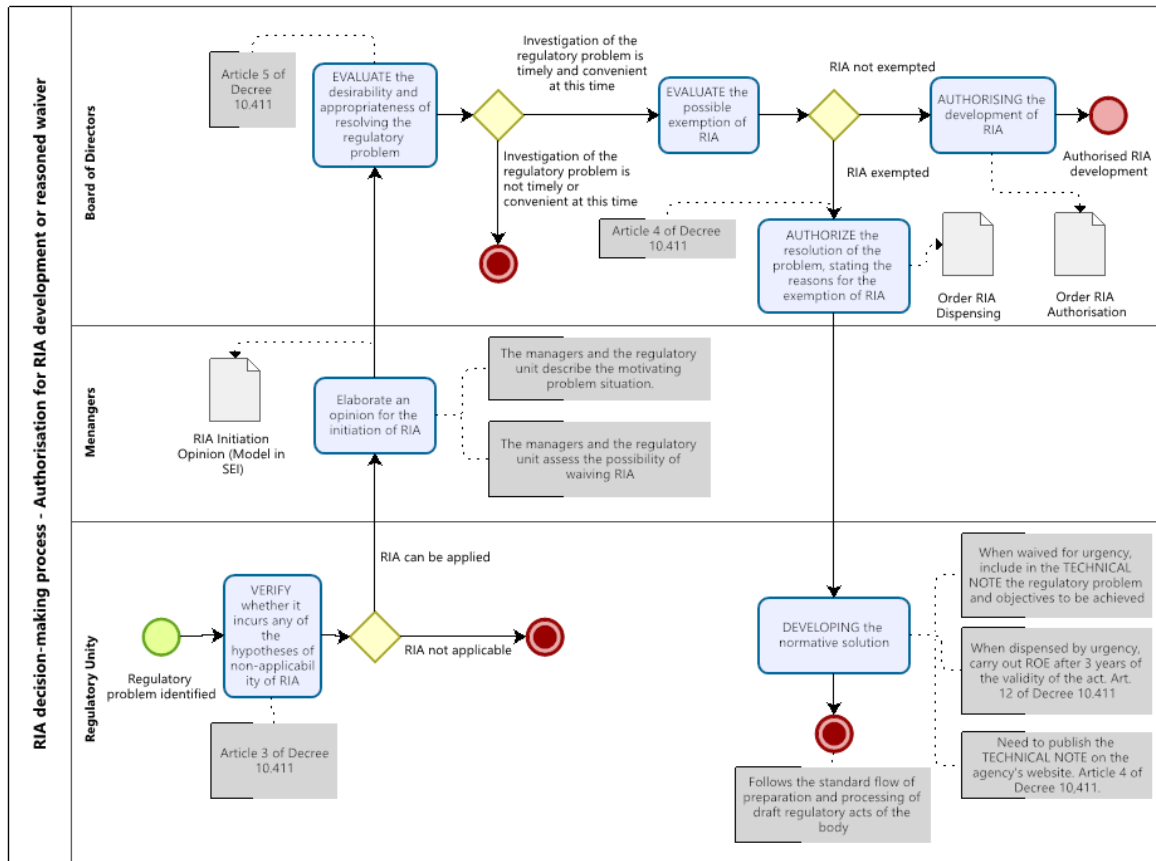 RIA decision-making process - Authorisation for RIA development or reasoned waiver
Board of Directors
Article 5 of
Decree
10.411
EVALUATE the
desirability and
appropriateness of
resolving the
regulatory
problem
Investigation of the
regulatory problem is
timely and convenient
at this time
Investigation of the
regulatory problem is
not timely or
convenient at this time
EVALUATE the
possible
exemption of
RIA
RIA not exempted
RIA exempted
AUTHORISING the
development of
RIA
Authorised RIA
development
Article 4 of Decree
10.411
AUTHORIZE the
resolution of the
problem, stating the
reasons for the
exemption of RIA
Order RIA
Dispensing
Order RIA
Authorisation
Menangers
RIA Initiation
Opinion (Model in
SEI)
Elaborate an
opinion for the
initiation of RIA
The managers and the regulatory
unit describe the motivating
problem situation.
The managers and the regulatory
unit assess the possibility of
waiving RIA
Regulatory Unity
Regulatory
problem identified
VERIFY
whether it
incurs any of
the
hypotheses of
non-applicabil
ity of RIA
Article 3 of Decree
10.411
RIA can be applied
RIA not applicable
DEVELOPING the
normative solution
Follows the standard flow of
preparation and processing of
draft regulatory acts of the
body
When waived for urgency,
include in the TECHNICAL
NOTE the regulatory problem
and objectives to be achieved
When dispensed by urgency,
carry out ROE after 3 years of
the validity of the act. Art.
12 of Decree 10.411
Need to publish the
TECHNICAL NOTE on the
agency's website. Article 4 of
Decree 10,411.